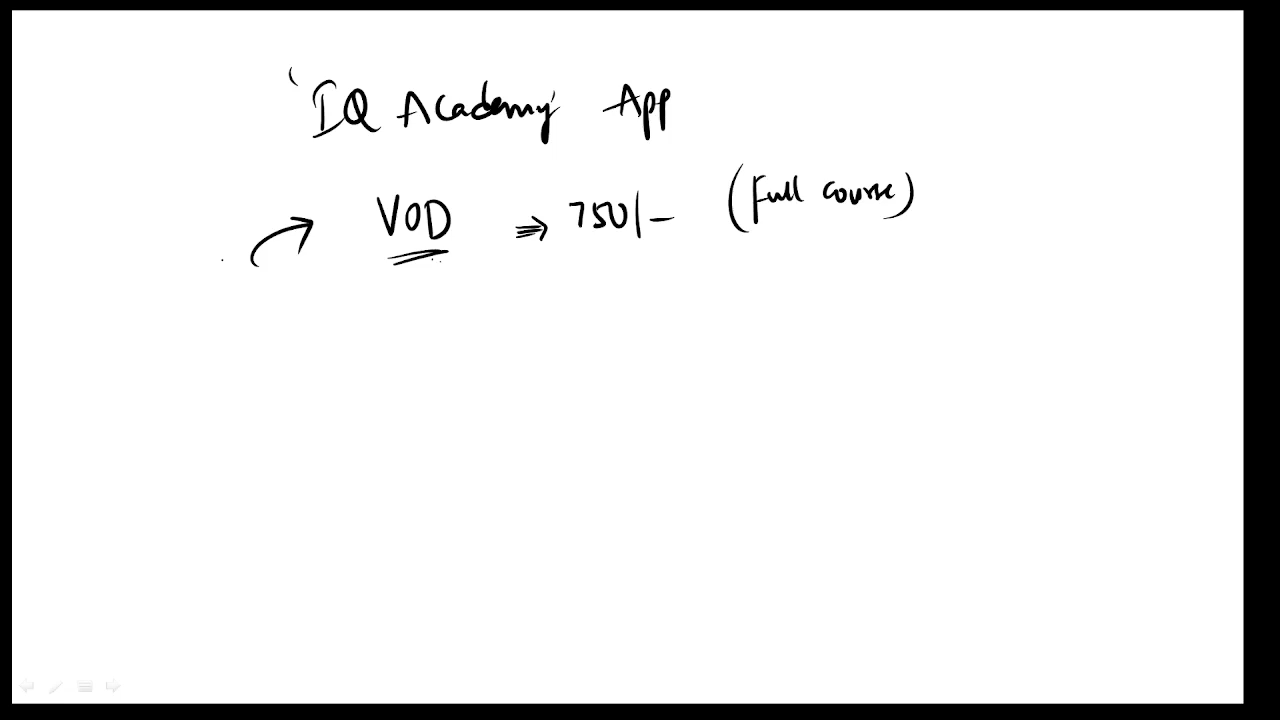 'IQ Academy App
VOD ⇒ 750/- (Full course)